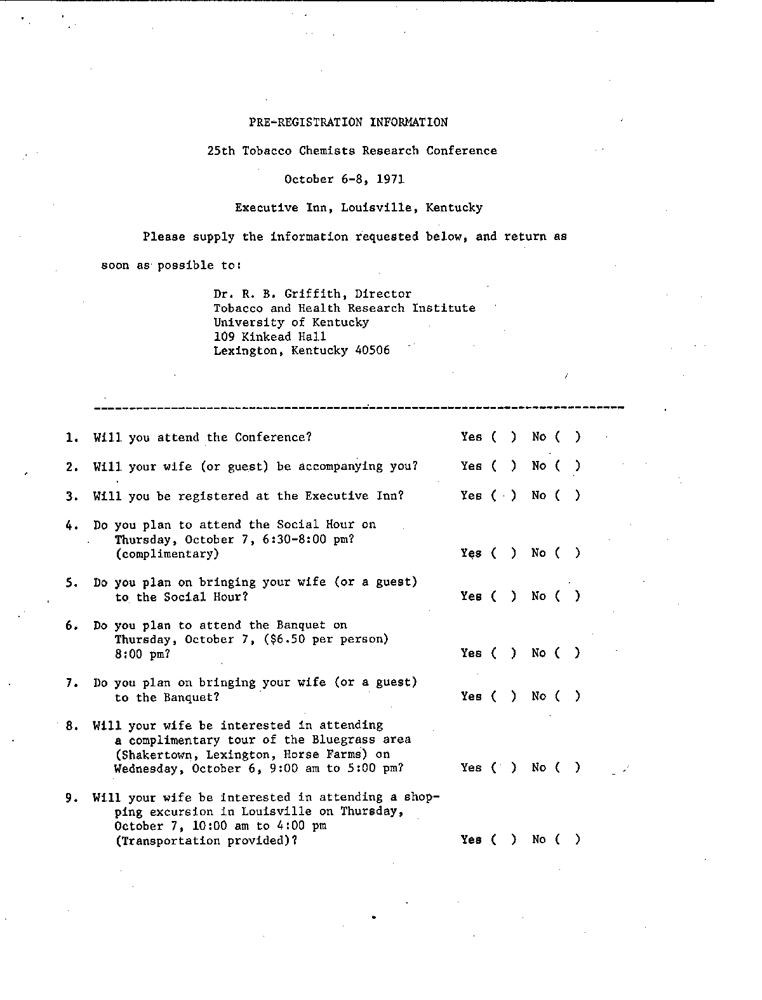 PRE-REGISTRATION INFORMATION
25th Tobacco Chemists Research Conference
October 6-8, 1971
Executive Inn, Louisville, Kentucky
Please supply the information requested below, and return as
soon as possible to:
Dr. R. B. Griffith, Director
Tobacco and Health Research Institute
University of Kentucky
109 Kinkead Hall
Lexington, Kentucky 40506
1. Will you attend the Conference? Yes ( ) No ( )
2. Will your wife (or guest) be accompanying you? Yes ( ) No ( )
3. Will you be registered at the Executive Inn? Yes ( ) No ( )
4. Do you plan to attend the Social Hour on
Thursday, October 7, 6:30-8:00 pm?
(complimentary) Yes ( ) No ( )
5. Do you plan on bringing your wife (or a guest)
to the Social Hour? Yes ( ) No ( )
6. Do you plan to attend the Banquet on
Thursday, October 7, ($6.50 per person)
8:00 pm? Yes ( ) No ( )
7. Do you plan on bringing your wife (or a guest)
to the Banquet? Yes ( ) No ( )
8. Will your wife be interested in attending
a complimentary tour of the Bluegrass area
(Shakertown, Lexington, Horse Farms) on
Wednesday, October 6, 9:00 am to 5:00 pm? Yes ( ) No ( )
9. Will your wife be interested in attending a shop-
ping excursion in Louisville on Thursday,
October 7, 10:00 am to 4:00 pm
(Transportation provided)? Yes ( ) No ( )